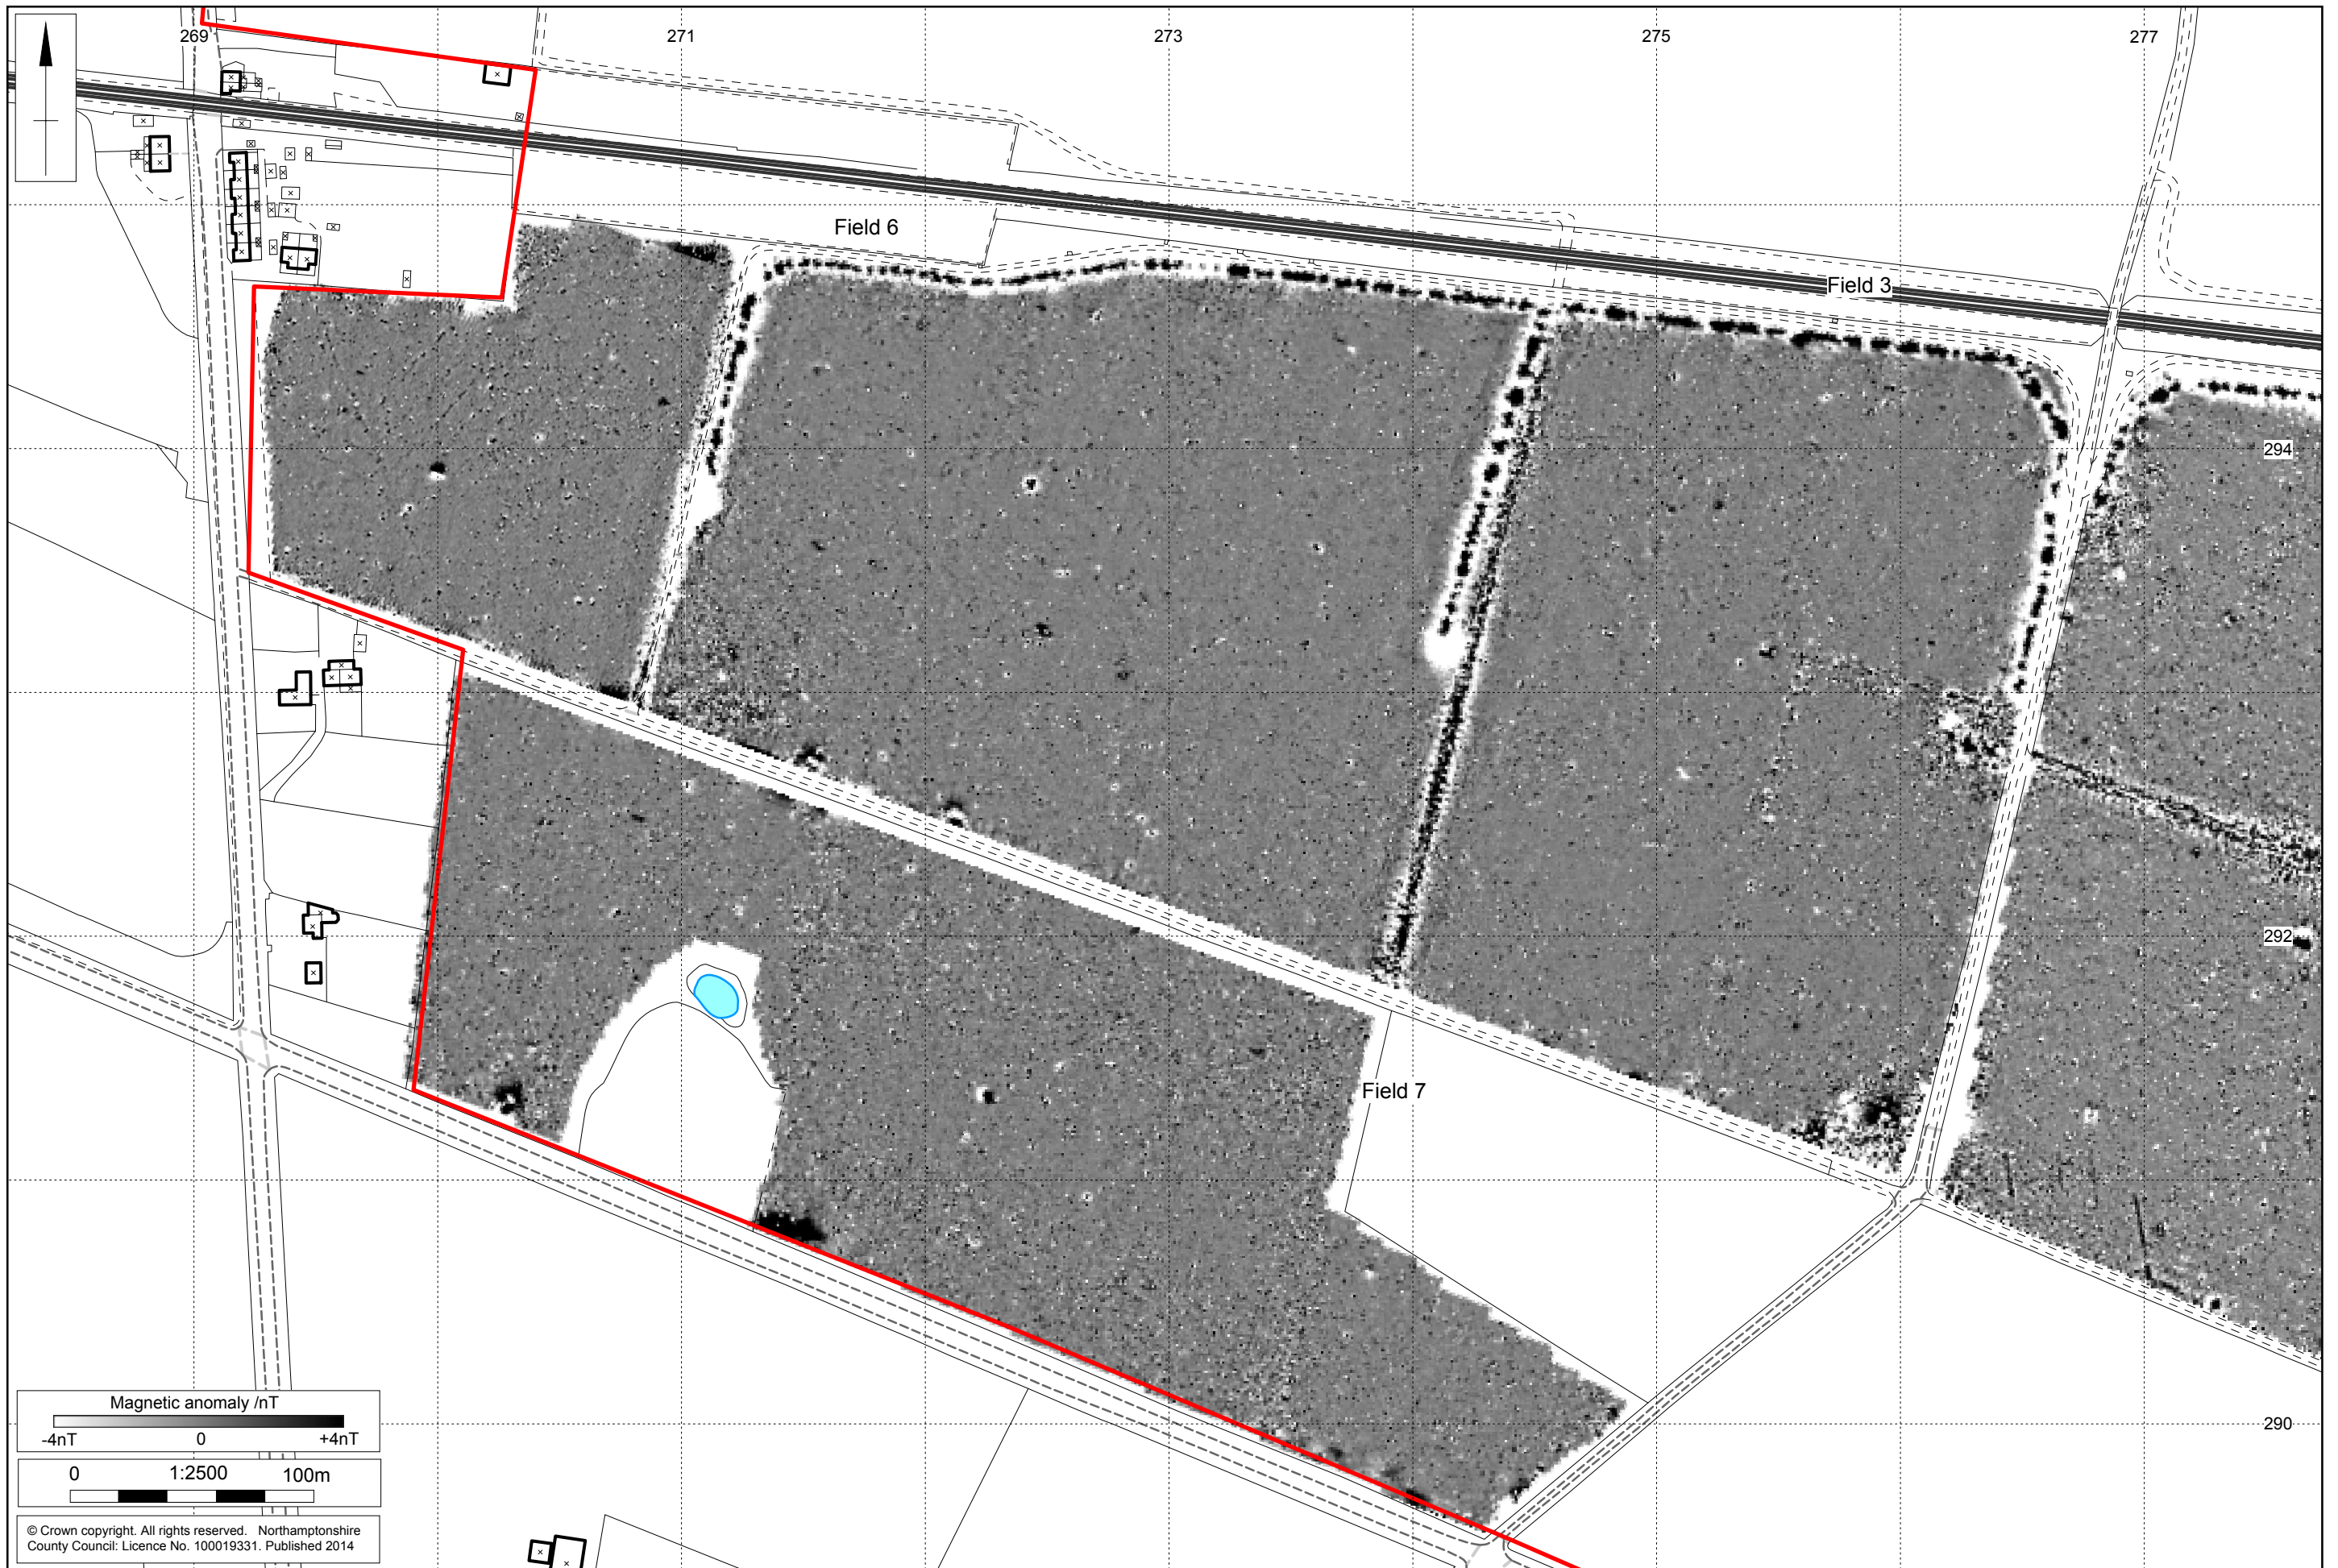 269 271 273 275 277
Field 6
Field 3
294
292
Field 7
290
Magnetic anomaly /nT
-4nT 0 +4nT
0 1:2500 100m
© Crown copyright. All rights reserved. Northamptonshire
County Council: Licence No. 100019331. Published 2014